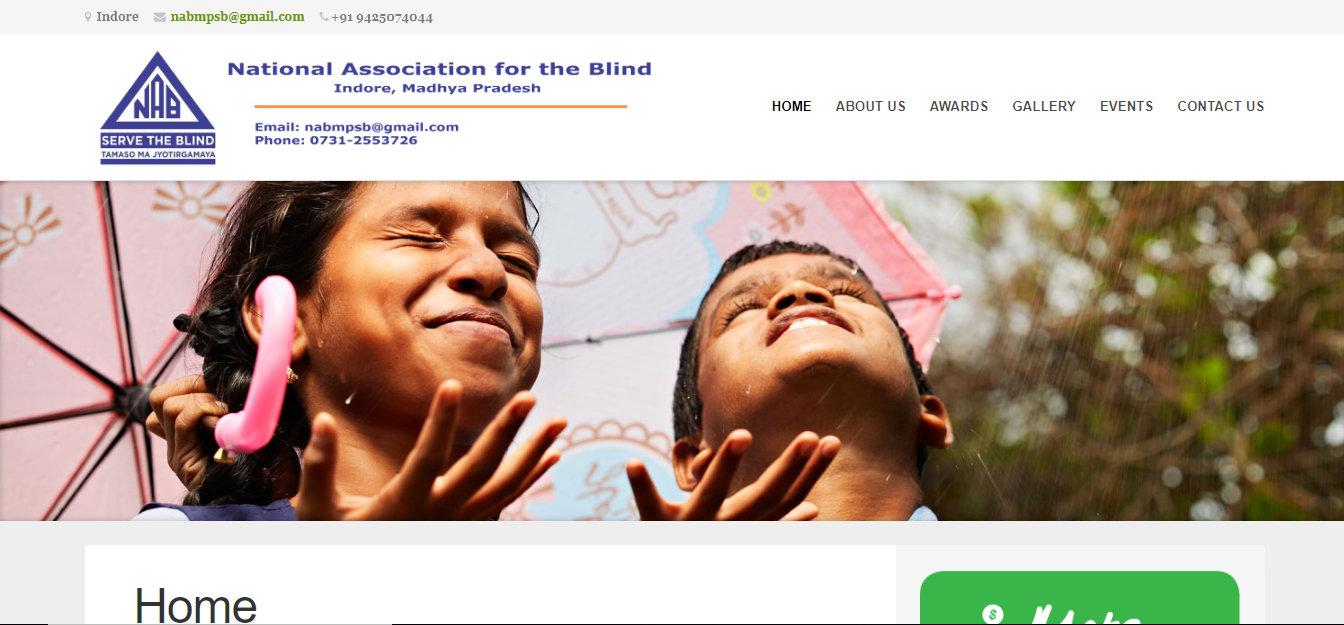 Indore nabmpsb@gmail.com +91 9425074044
NAB
SERVE THE BLIND
TAMASO MA JYOTIRGAMAYA
National Association for the Blind
Indore, Madhya Pradesh
Email: nabmpsb@gmail.com
Phone: 0731-2553726
HOME ABOUT US AWARDS GALLERY EVENTS CONTACT US
Home